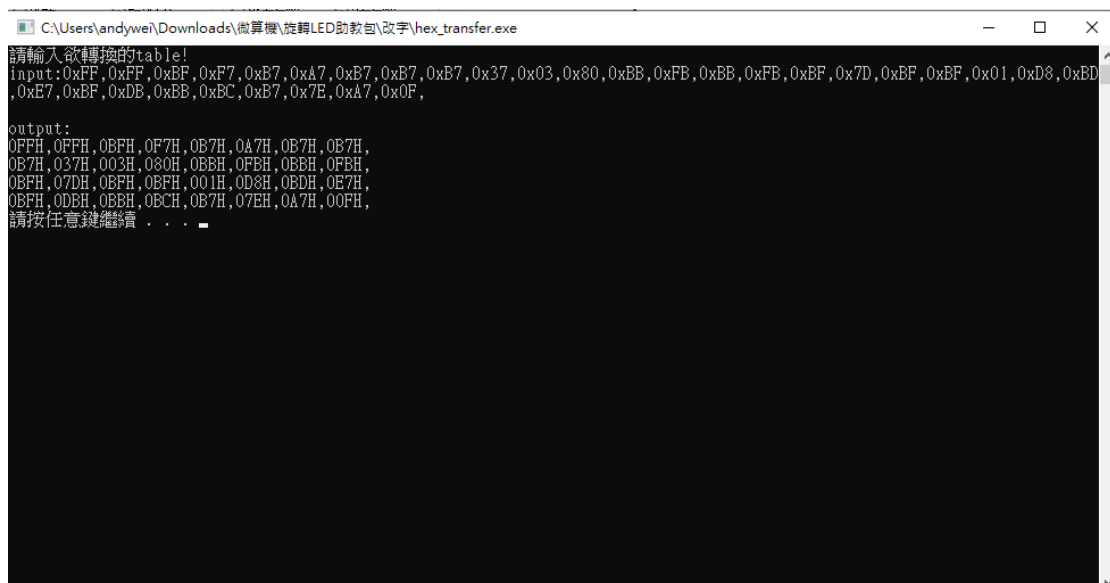 C:\Users\andywei\Downloads\微算機\旋轉LED助教包\改字\hex_transfer.exe
請輸入欲轉換的table!
input:0xFF,0xFF,0xBF,0xF7,0xB7,0xA7,0xB7,0xB7,0xB7,0x37,0x03,0x80,0xBB,0xFB,0xBB,0xFB,0xBF,0x7D,0xBF,0xBF,0x01,0xD8,0xBD
,0xE7,0xBF,0xDB,0xBB,0xBC,0xB7,0x7E,0xA7,0x0F,
output:
0FFH,0FFH,0BFH,0F7H,0B7H,0A7H,0B7H,0B7H,
0B7H,037H,003H,080H,0BBH,0FBH,0BBH,0FBH,
0BFH,07DH,0BFH,0BFH,001H,0D8H,0BDH,0E7H,
0BFH,0DBH,0BBH,0BCH,0B7H,07EH,0A7H,00FH,
請按任意鍵繼續 . . .